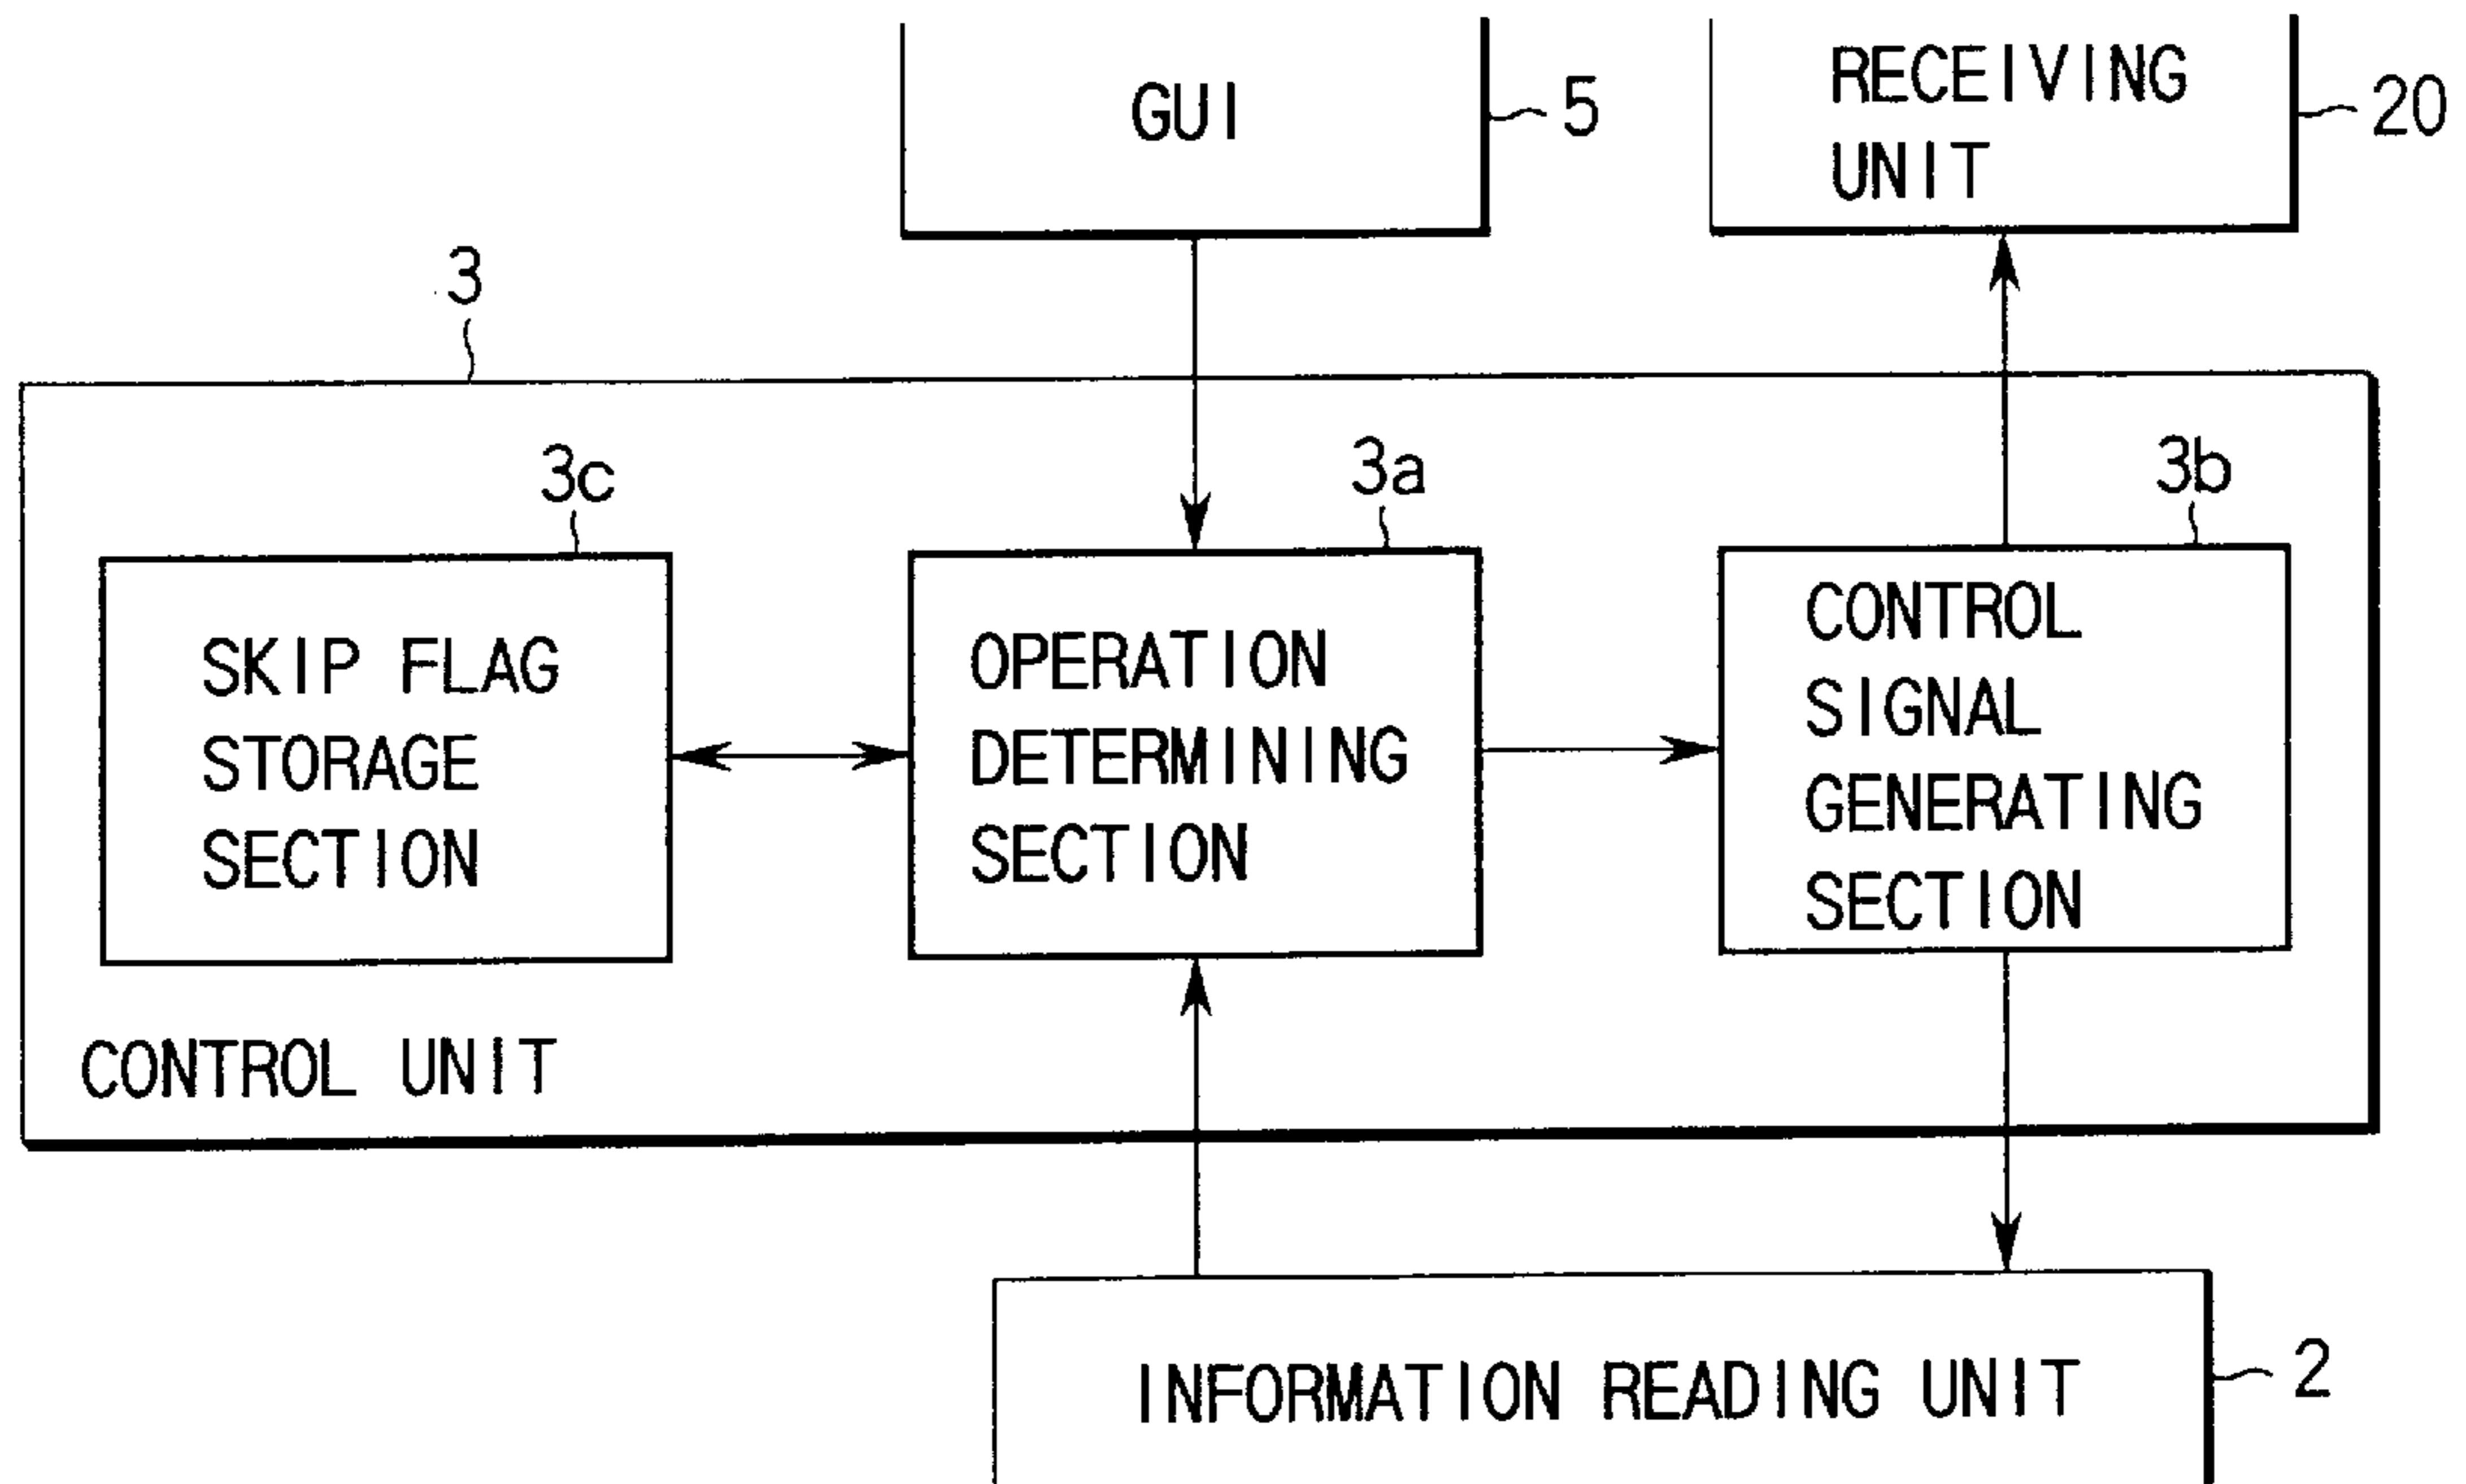 GUI
5
RECEIVING
UNIT
20
3
3c
3a
3b
SKIP FLAG
STORAGE
SECTION
OPERATION
DETERMINING
SECTION
CONTROL
SIGNAL
GENERATING
SECTION
CONTROL UNIT
INFORMATION READING UNIT
2